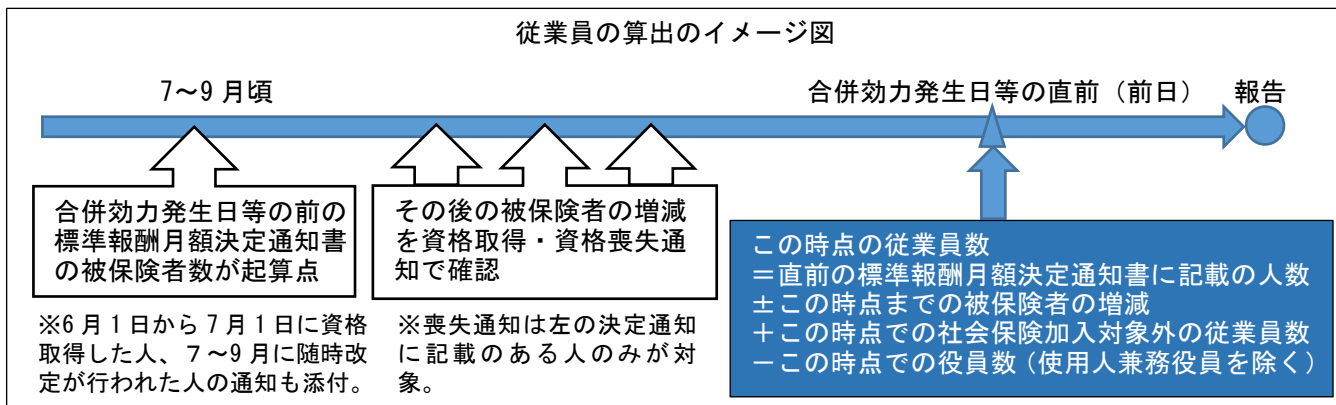 従業員の算出のイメージ図
7～9月頃
合併効力発生日等の直前（前日）
報告
合併効力発生日等の前の
標準報酬月額決定通知書
の被保険者数が起算点
その後の被保険者の増減
を資格取得・資格喪失通
知で確認
この時点の従業員数
＝直前の標準報酬月額決定通知書に記載の人数
±この時点までの被保険者の増減
＋この時点での社会保険加入対象外の従業員数
－この時点での役員数（使用人兼務役員を除く）
※6月1日から7月1日に資格
取得した人、7～9月に随時改
定が行われた人の通知も添付。
※喪失通知は左の決定通知
に記載のある人のみが対
象。